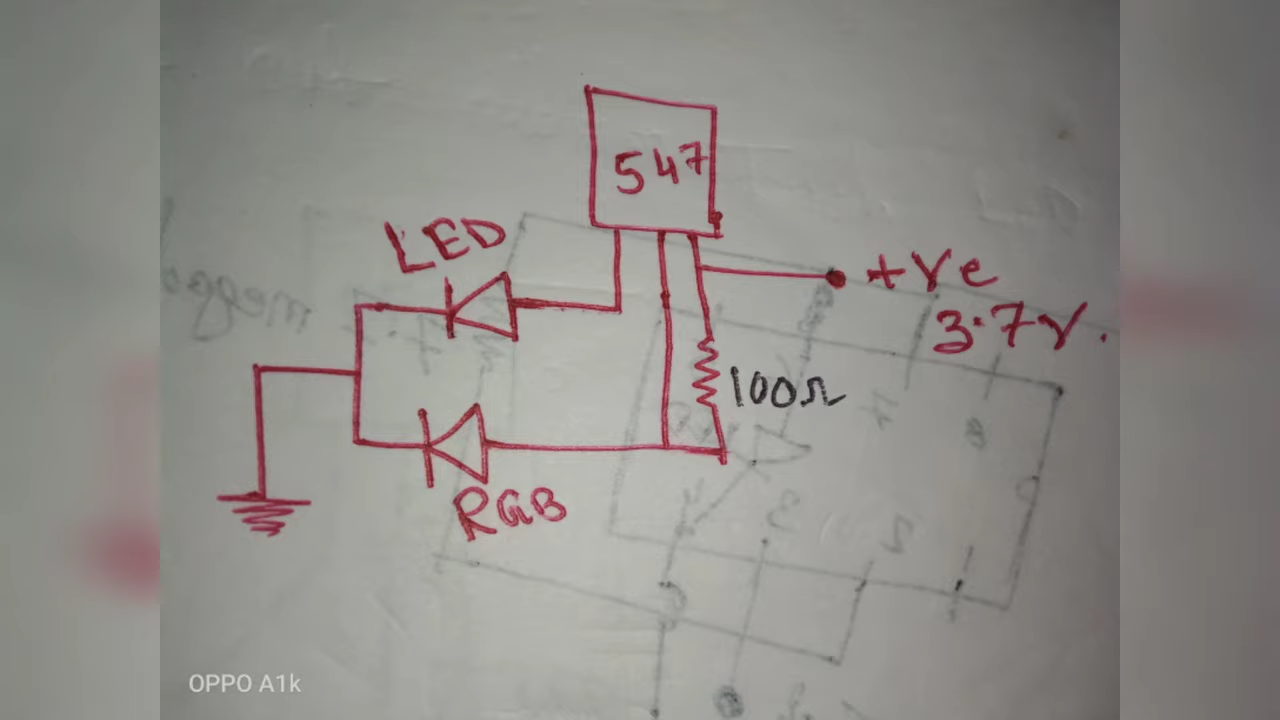 547
LED
+Ve
3.7V.
100Ω
RGB
OPPO A1k